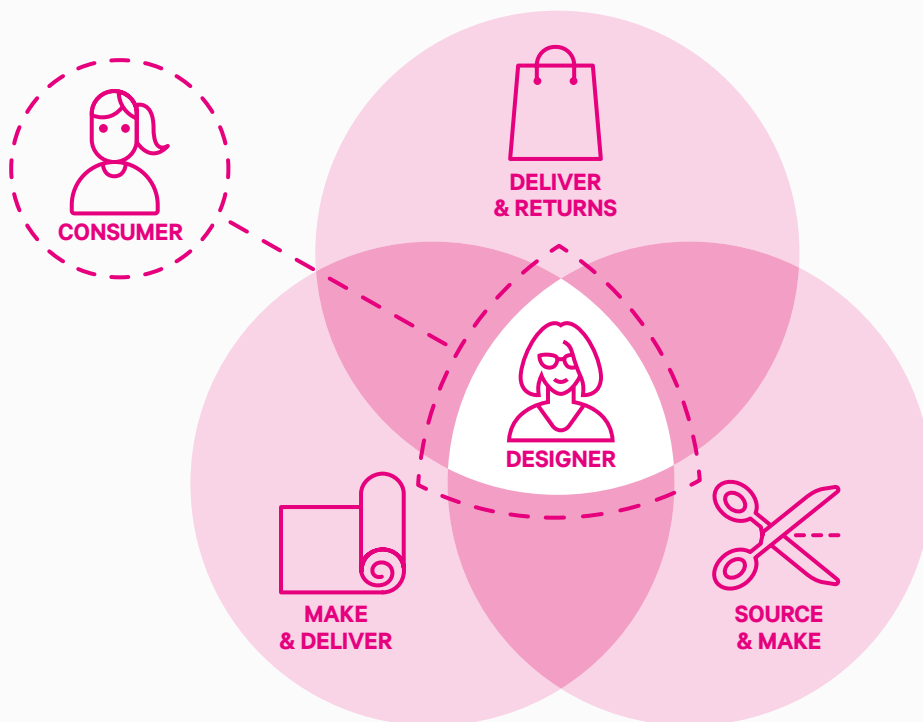 DELIVER
& RETURNS
CONSUMER
DESIGNER
MAKE
& DELIVER
SOURCE
& MAKE